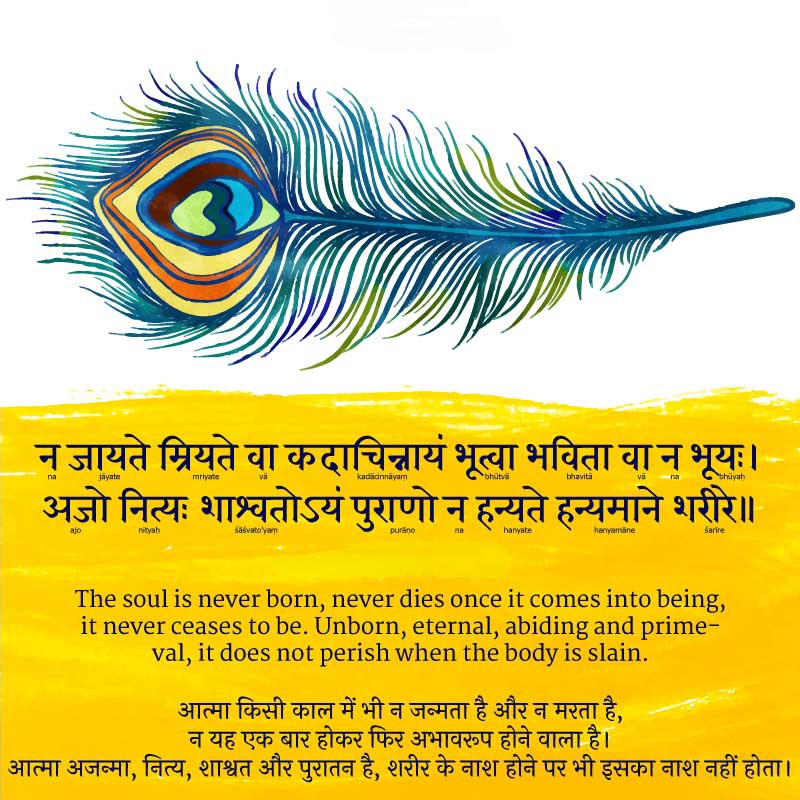 न जायते म्रियते वा कदाचिन्नायं भूत्वा भविता वा न भूयः।
na jāyate mriyate vā kadācinnāyaṃ bhūtvā bhavitā vā na bhūyaḥ
अजो नित्यः शाश्वतोऽयं पुराणो न हन्यते हन्यमाने शरीरे॥
ajo nityaḥ śāśvato'yaṃ purāṇo na hanyate hanyamāne śarīre
The soul is never born, never dies once it comes into being,
it never ceases to be. Unborn, eternal, abiding and prime-
val, it does not perish when the body is slain.
आत्मा किसी काल में भी न जन्मता है और न मरता है,
न यह एक बार होकर फिर अभावरूप होने वाला है।
आत्मा अजन्मा, नित्य, शाश्वत और पुरातन है, शरीर के नाश होने पर भी इसका नाश नहीं होता।